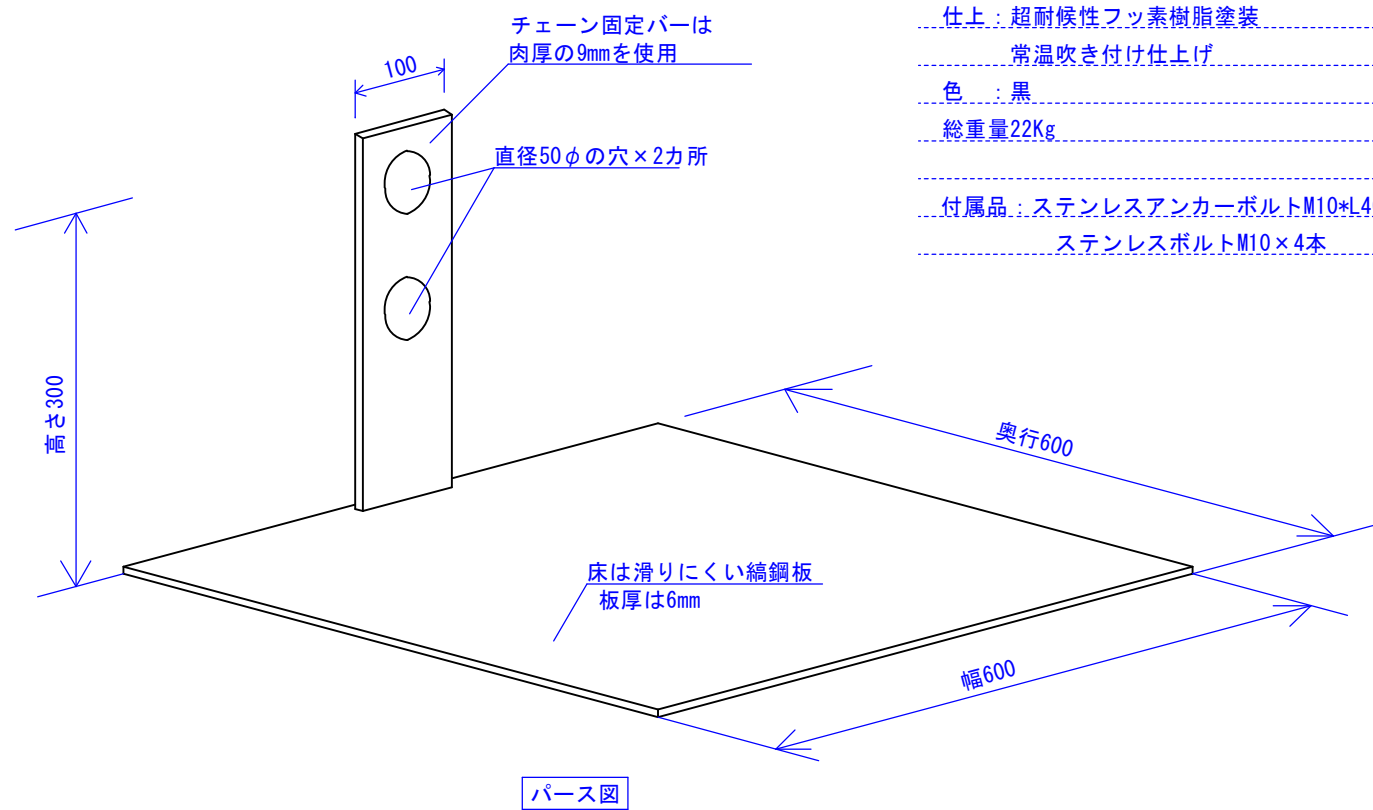 チェーン固定バーは
肉厚の9mmを使用
100
直径50φの穴×2カ所
仕上：超耐候性フッ素樹脂塗装
常温吹き付け仕上げ
色　：黒
総重量22Kg
付属品：ステンレスアンカーボルトM10*L4
ステンレスボルトM10×4本
高さ300
奥行600
床は滑りにくい縞鋼板
板厚は6mm
幅600
パース図